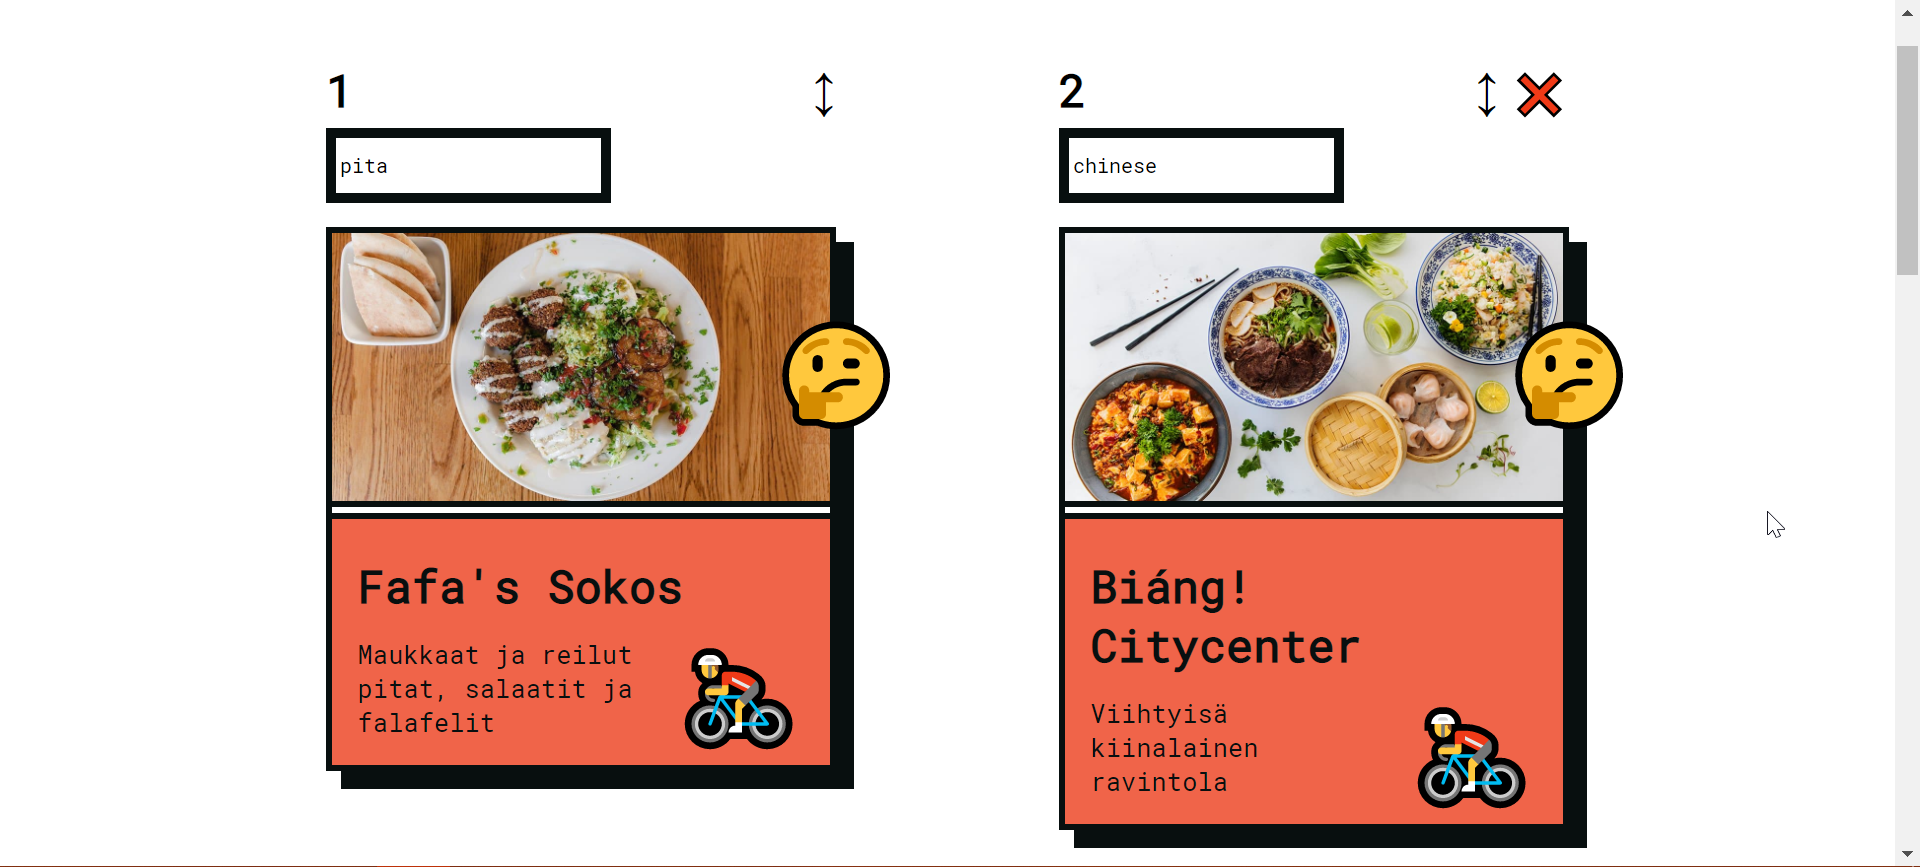 1
pita
Fafa's Sokos
Maukkaat ja reilut
pitat, salaatit ja
falafelit
2
chinese
Biáng!
Citycenter
Viihtyisä
kiinalainen
ravintola